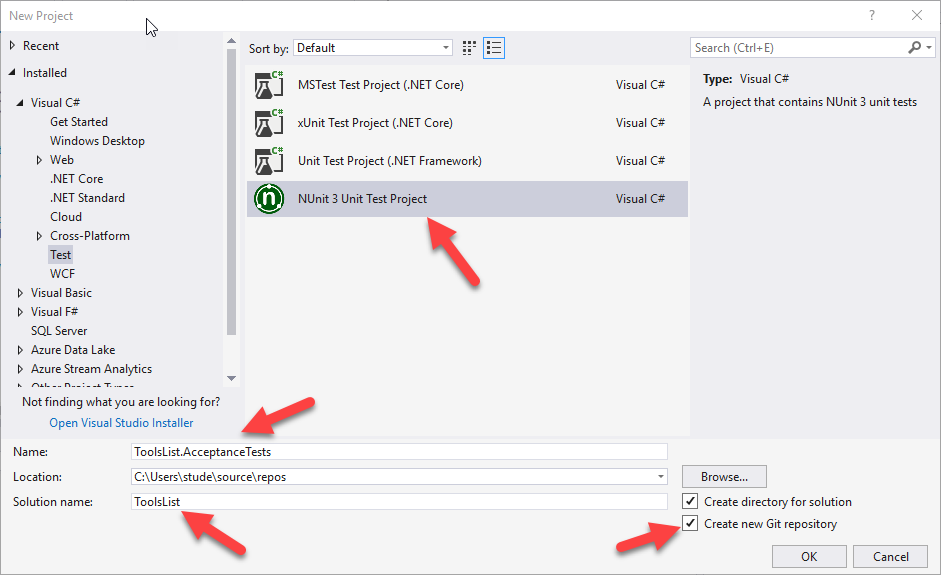 New Project
?
Recent
Installed
Visual C#
Get Started
Windows Desktop
Web
.NET Core
.NET Standard
Cloud
Cross-Platform
Test
WCF
Visual Basic
Visual F#
SQL Server
Azure Data Lake
Azure Stream Analytics
Other Project Types
Not finding what you are looking for?
Open Visual Studio Installer
Sort by: Default
C# MSTest Test Project (.NET Core) Visual C#
C# xUnit Test Project (.NET Core) Visual C#
C# Unit Test Project (.NET Framework) Visual C#
n NUnit 3 Unit Test Project Visual C#
Search (Ctrl+E)
Type: Visual C#
A project that contains NUnit 3 unit tests
Name: ToolsList.AcceptanceTests
Location: C:\Users\stude\source\repos
Browse...
Solution name: ToolsList
Create directory for solution
Create new Git repository
OK Cancel